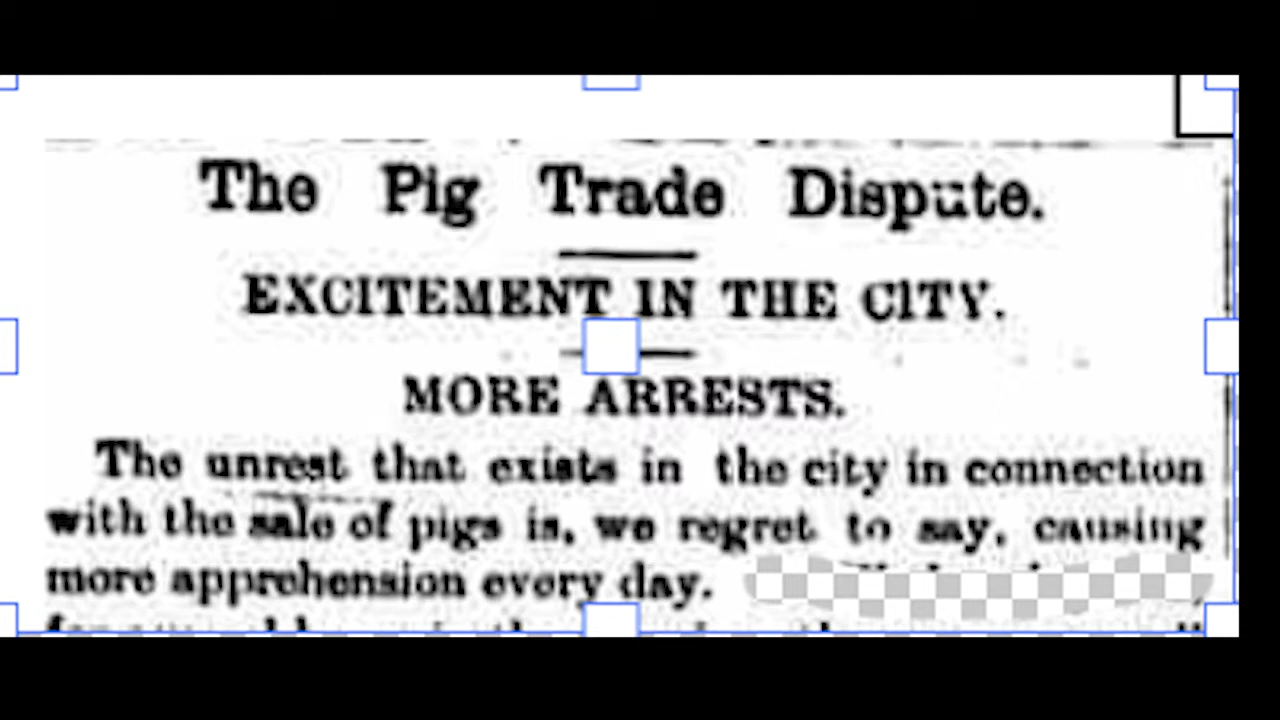 The Pig Trade Dispute.
EXCITEMENT IN THE CITY.
MORE ARRESTS.
The unrest that exists in the city in connection
with the sale of pigs is, we regret to say, causing
more apprehension every day.